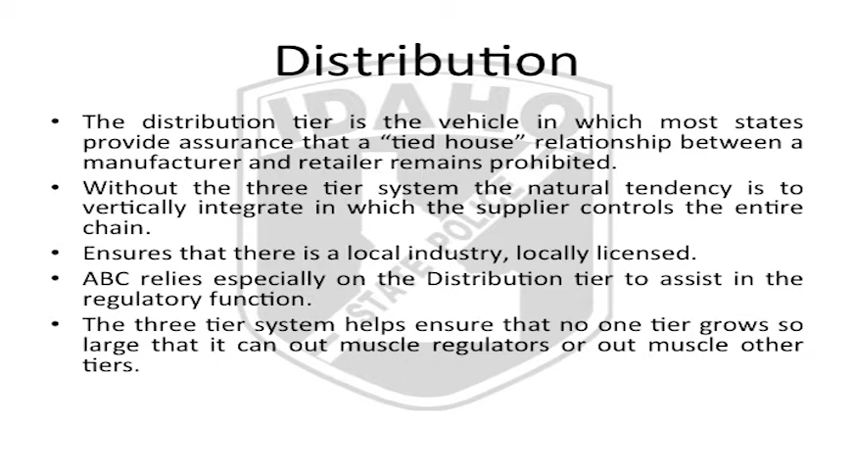 Distribution
• The distribution tier is the vehicle in which most states
provide assurance that a “tied house” relationship between a
manufacturer and retailer remains prohibited.
• Without the three tier system the natural tendency is to
vertically integrate in which the supplier controls the entire
chain.
• Ensures that there is a local industry, locally licensed.
• ABC relies especially on the Distribution tier to assist in the
regulatory function.
• The three tier system helps ensure that no one tier grows so
large that it can out muscle regulators or out muscle other
tiers.
IDAHO
STATE POLICE